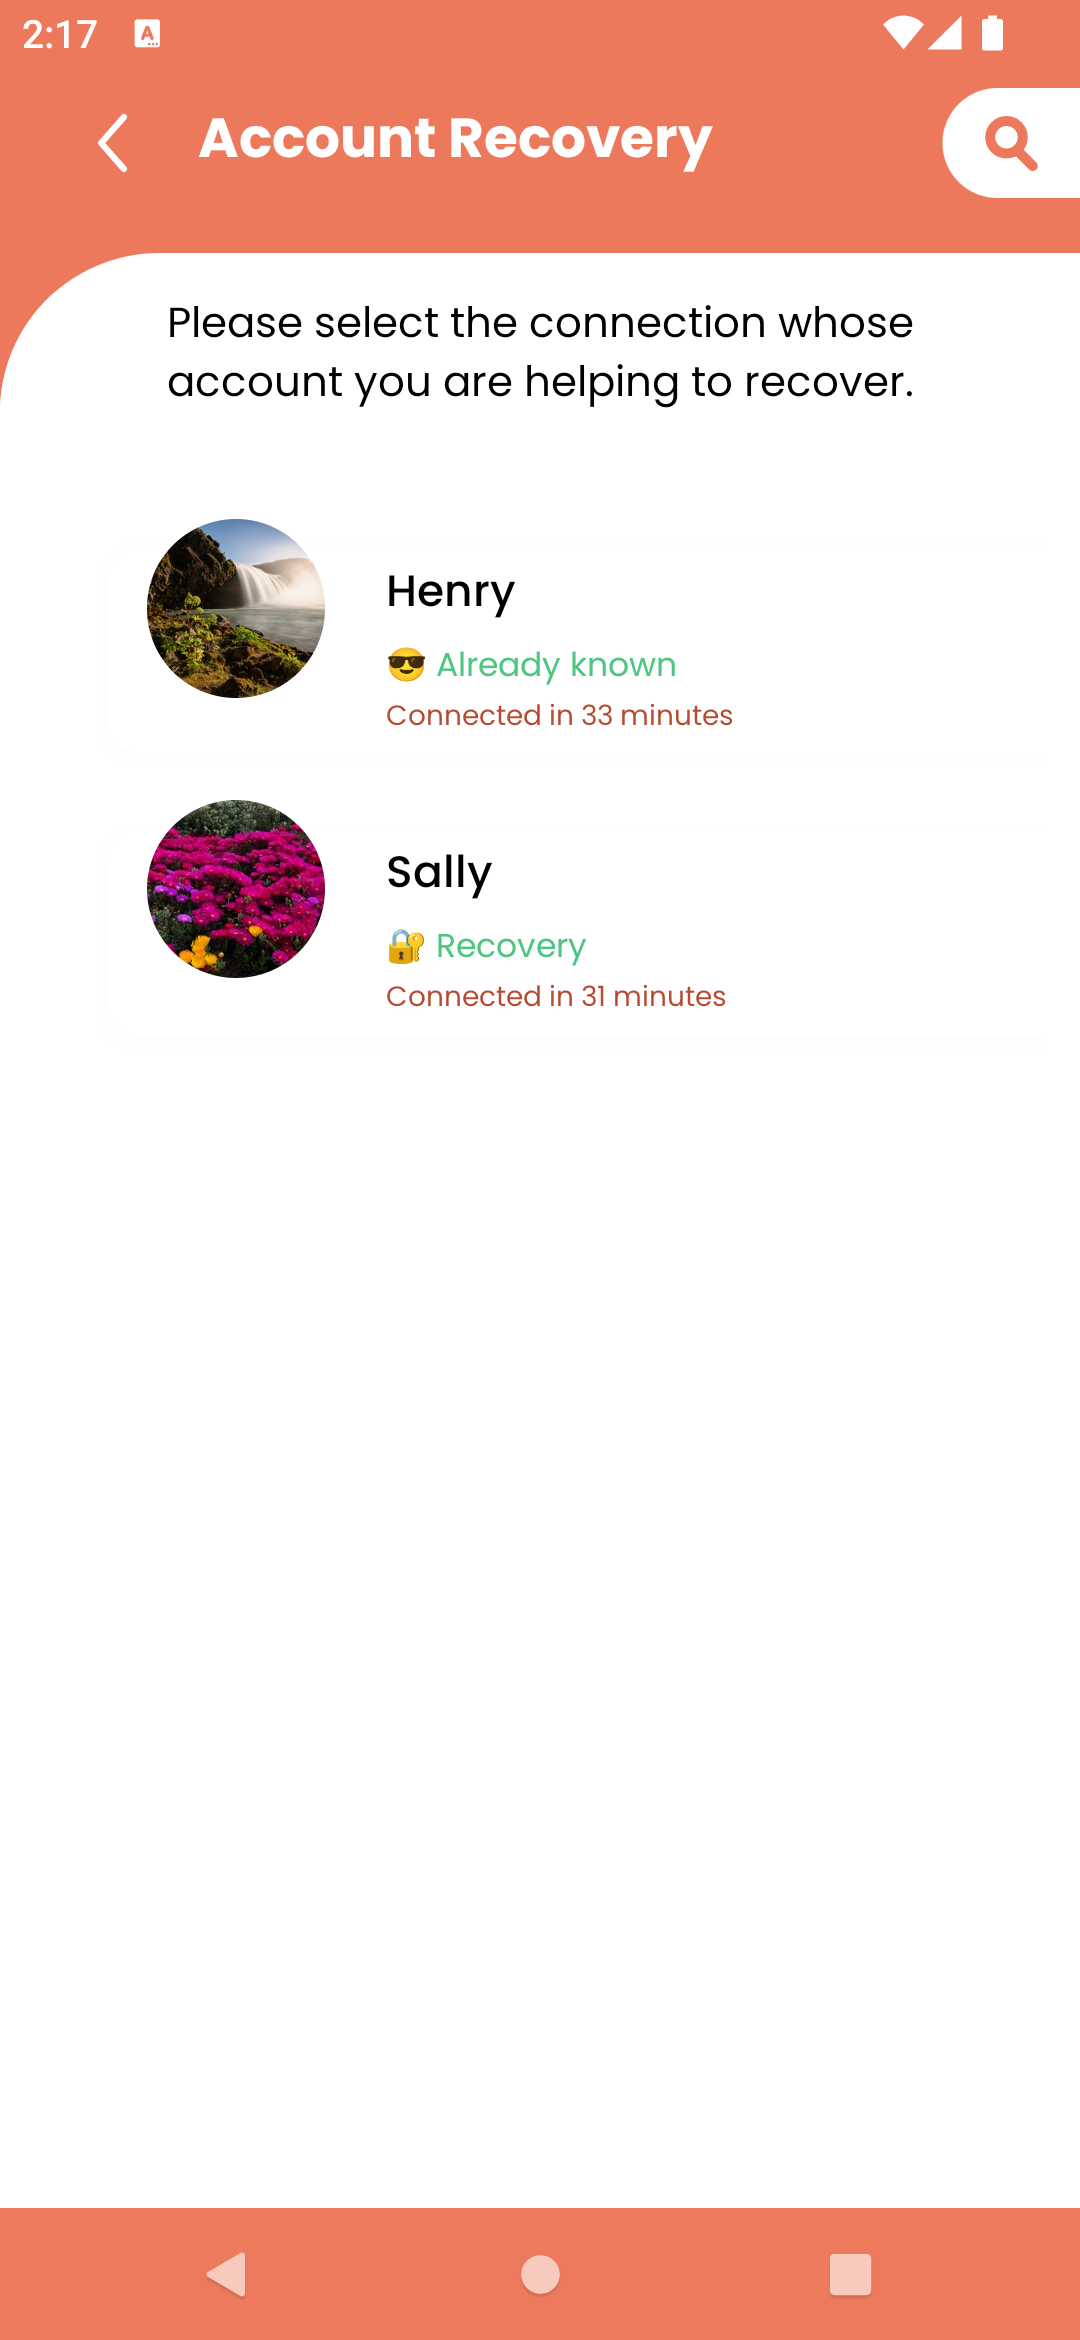 2:17
Account Recovery
Please select the connection whose
account you are helping to recover.
Henry
😎 Already known
Connected in 33 minutes
Sally
🔐 Recovery
Connected in 31 minutes